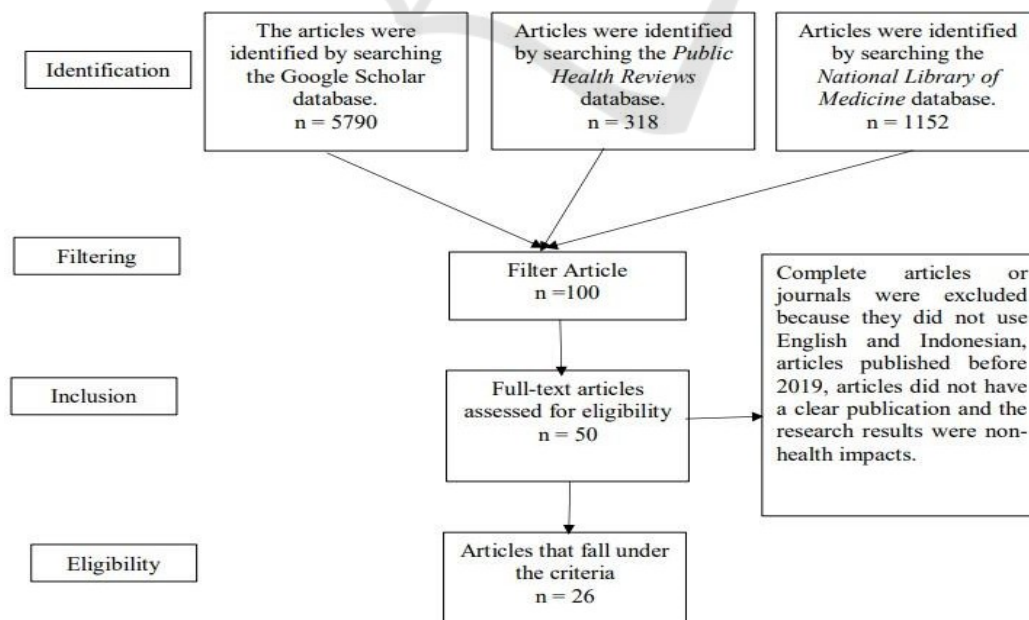 Identification
The articles were
identified by searching
the Google Scholar
database.
n = 5790
Articles were identified
by searching the Public
Health Reviews
database.
n = 318
Articles were identified
by searching the
National Library of
Medicine database.
n = 1152
Filtering
Filter Article
n =100
Complete articles or
journals were excluded
because they did not use
English and Indonesian,
articles published before
2019, articles did not have
a clear publication and the
research results were non-
health impacts.
Inclusion
Full-text articles
assessed for eligibility
n = 50
Eligibility
Articles that fall under
the criteria
n = 26